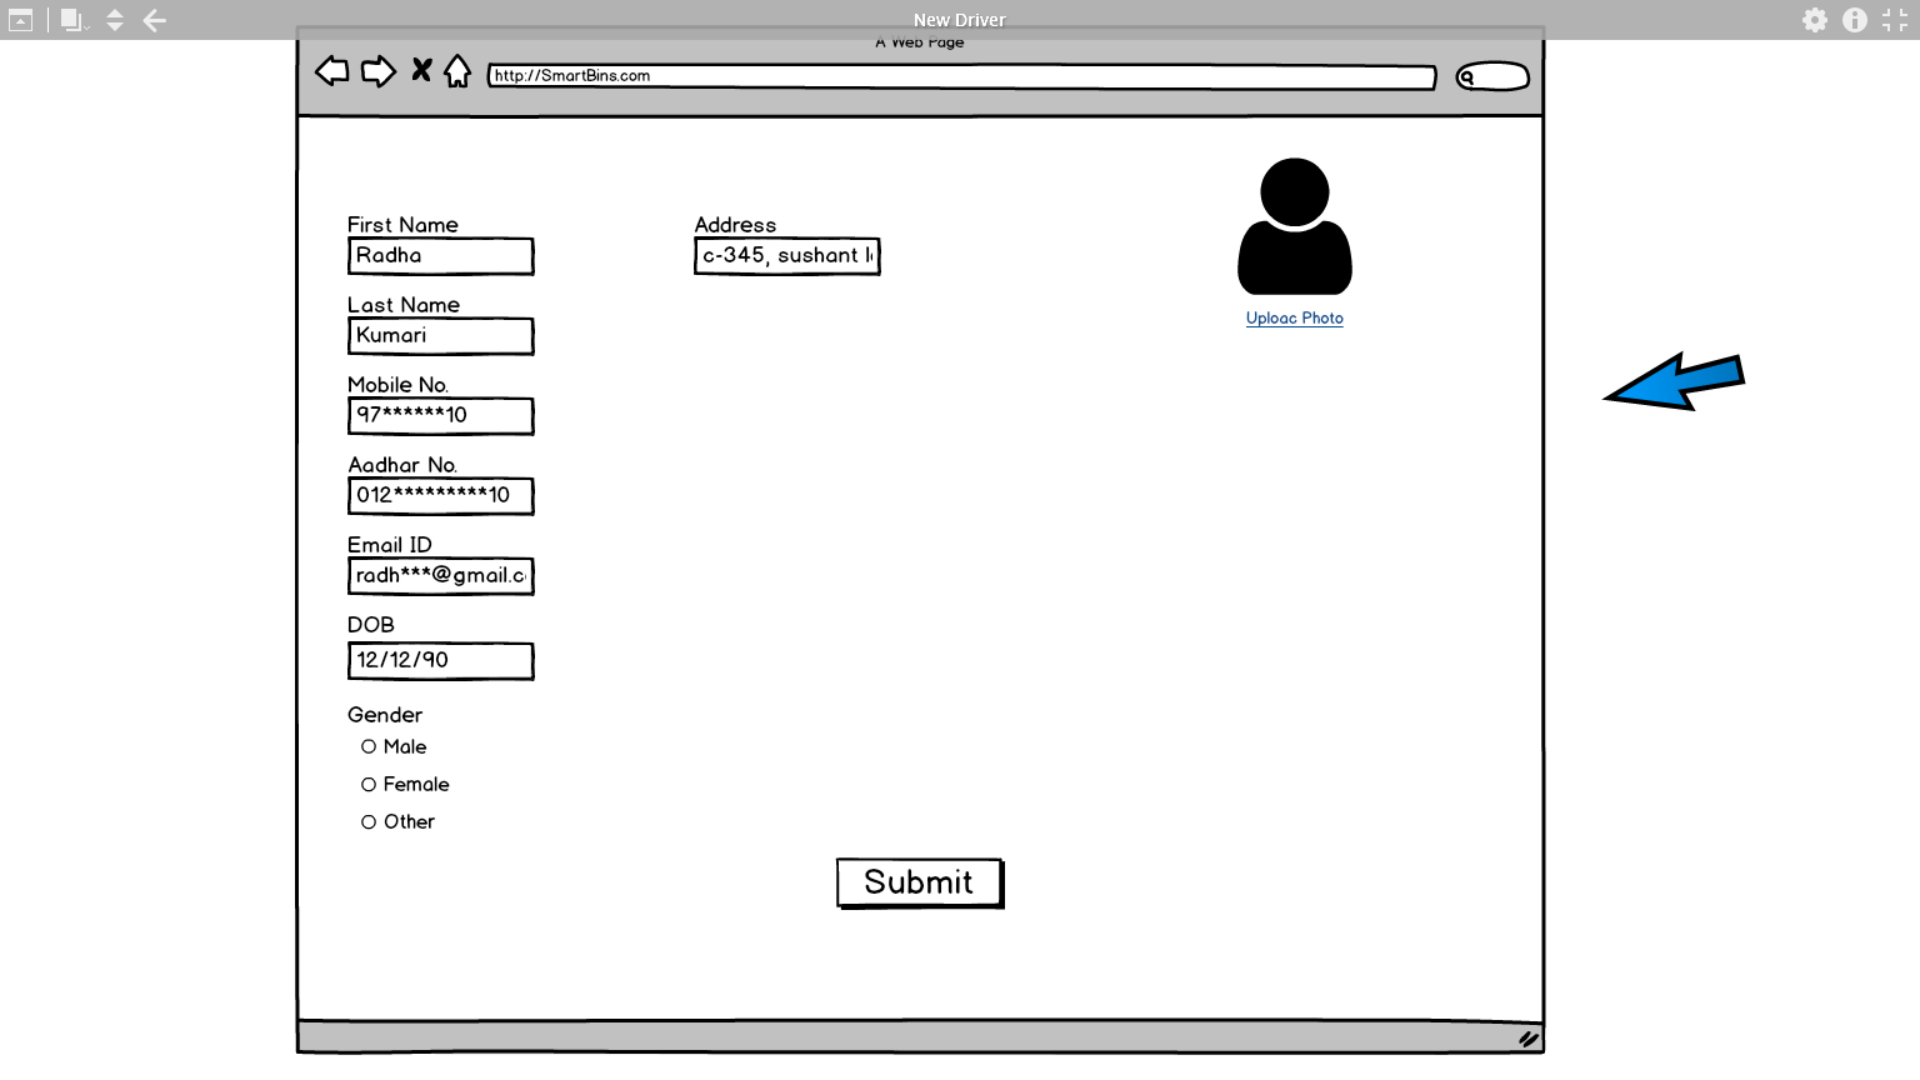 New Driver
A Web Page
http://SmartBins.com
First Name
Radha
Address
c-345, sushant
Last Name
Kumari
Uploac Photo
Mobile No.
97******10
Aadhar No.
012*********10
Email ID
radh***@gmail.c
DOB
12/12/90
Gender
Male
Female
Other
Submit